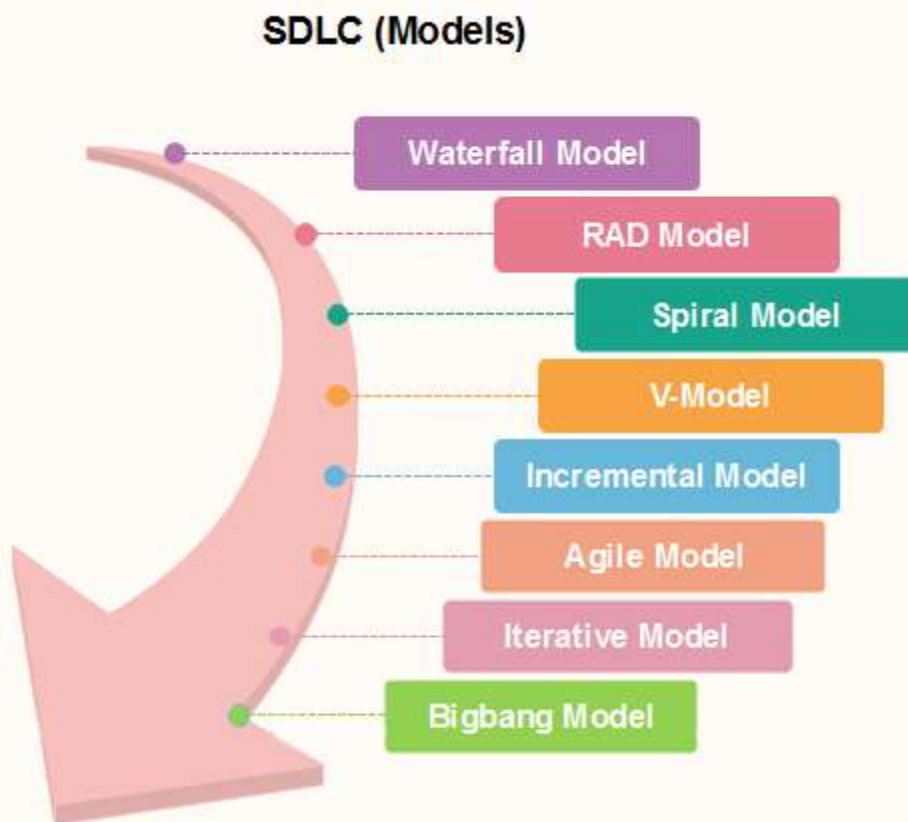 SDLC (Models)
Waterfall Model
RAD Model
Spiral Model
V-Model
Incremental Model
Agile Model
Iterative Model
Bigbang Model